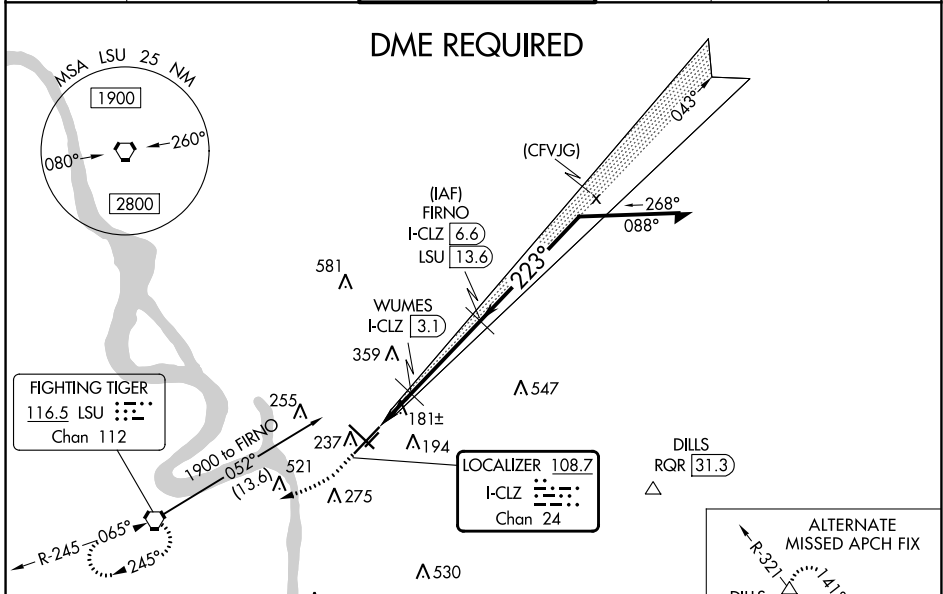 DME REQUIRED
MSA LSU 25 NM
1900
080°
260°
2800
043°
(CFVJG)
268°
088°
(IAF)
FIRNO
I-CLZ 6.6
LSU 13.6
223°
581
WUMES
I-CLZ 3.1
359
547
FIGHTING TIGER
116.5 LSU
Chan 112
255
181±
237
194
1900 to FIRNO
052°
(13.6)
521
275
LOCALIZER 108.7
I-CLZ
Chan 24
DILLS
RQR 31.3
R-245
065°
245°
530
ALTERNATE
MISSED APCH FIX
R-321
141°
DILLS